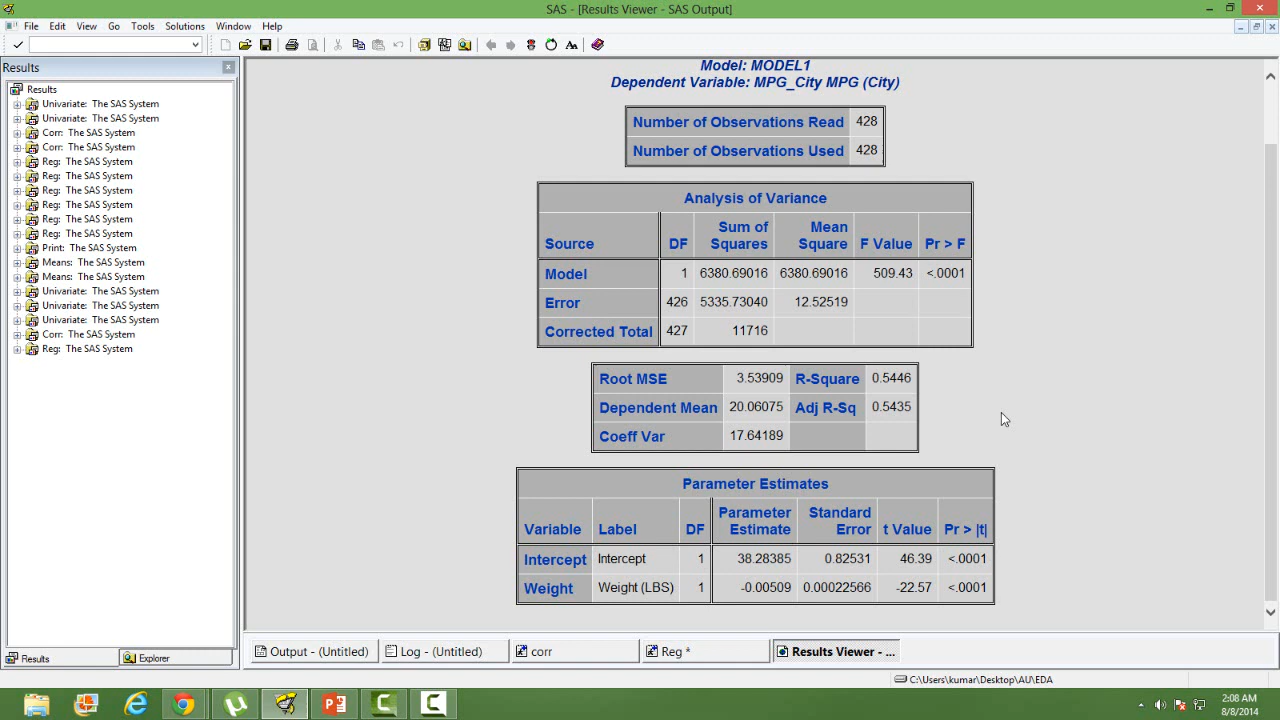 SAS - [Results Viewer - SAS Output]
File Edit View Go Tools Solutions Window Help
Results
Results
Univariate: The SAS System
Univariate: The SAS System
Corr: The SAS System
Corr: The SAS System
Reg: The SAS System
Reg: The SAS System
Reg: The SAS System
Reg: The SAS System
Reg: The SAS System
Reg: The SAS System
Print: The SAS System
Means: The SAS System
Means: The SAS System
Univariate: The SAS System
Univariate: The SAS System
Univariate: The SAS System
Corr: The SAS System
Reg: The SAS System
Results Explorer
Model: MODEL1
Dependent Variable: MPG_City MPG (City)
Number of Observations Read 428
Number of Observations Used 428
Analysis of Variance
Source DF Sum of Squares Mean Square F Value Pr > F
Model 1 6380.69016 6380.69016 509.43 <.0001
Error 426 5335.73040 12.52519
Corrected Total 427 11716
Root MSE 3.53909 R-Square 0.5446
Dependent Mean 20.06075 Adj R-Sq 0.5435
Coeff Var 17.64189
Parameter Estimates
Variable Label DF Parameter Estimate Standard Error t Value Pr > |t|
Intercept Intercept 1 38.28385 0.82531 46.39 <.0001
Weight Weight (LBS) 1 -0.00509 0.00022566 -22.57 <.0001
Output - (Untitled) Log - (Untitled) corr Reg * Results Viewer - ...
C:\Users\kumar\Desktop\AU\EDA
2:08 AM
8/8/2014